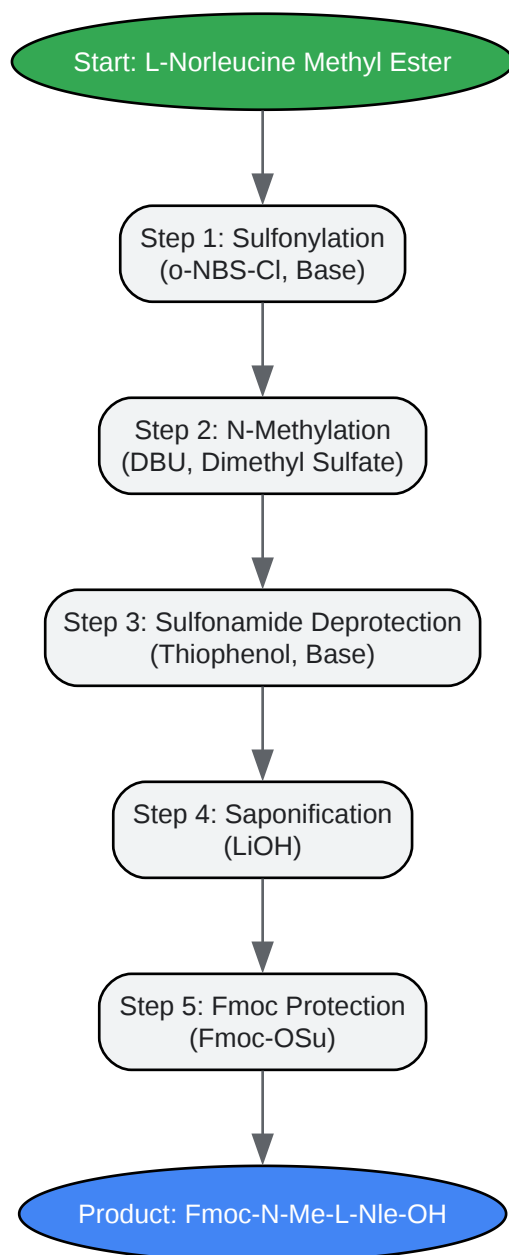 Start: L-Norleucine Methyl Ester
Step 1: Sulfonylation
(o-NBS-Cl, Base)
Step 2: N-Methylation
(DBU, Dimethyl Sulfate)
Step 3: Sulfonamide Deprotection
(Thiophenol, Base)
Step 4: Saponification
(LiOH)
Step 5: Fmoc Protection
(Fmoc-OSu)
Product: Fmoc-N-Me-L-Nle-OH